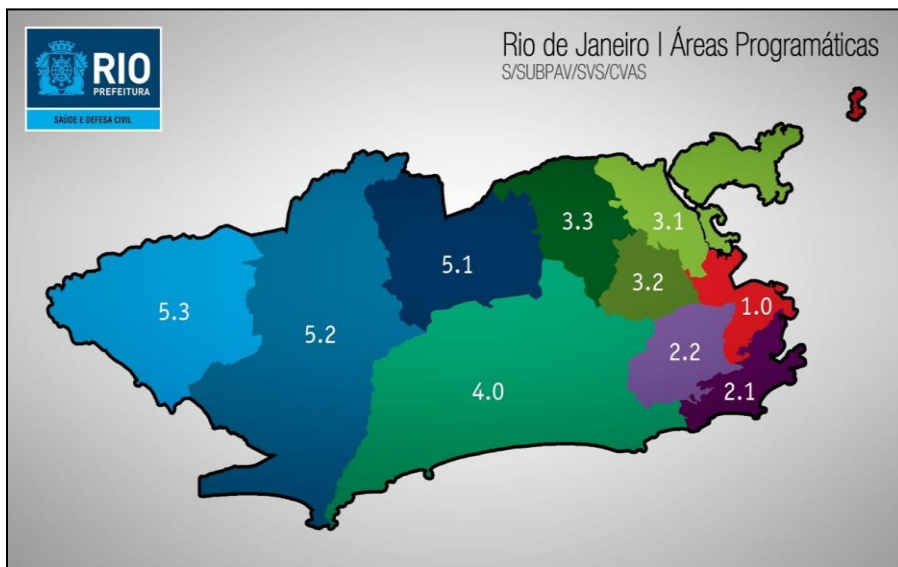 RIO
PREFEITURA
SAÚDE E DEFESA CIVIL
Rio de Janeiro | Áreas Programáticas
S/SUBPAV/SVS/CVAS
3.3
3.1
5.1
3.2
5.3
1.0
5.2
2.2
4.0
2.1